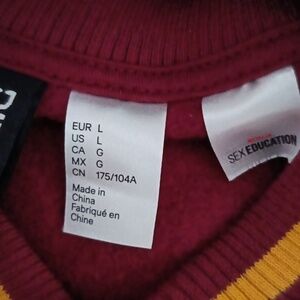 EUR L
US L
CA G
MX G
CN 175/104A
Made in
China
Fabriqué en
Chine
SEX EDUCATION